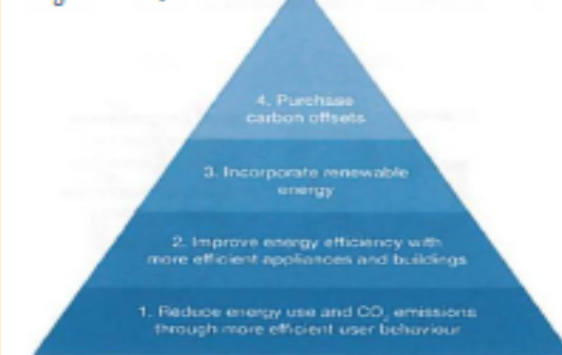 4. Purchase
carbon offsets
3. Incorporate renewable
energy
2. Improve energy efficiency with
more efficient appliances and buildings
1. Reduce energy use and CO₂ emissions
through more efficient user behaviour